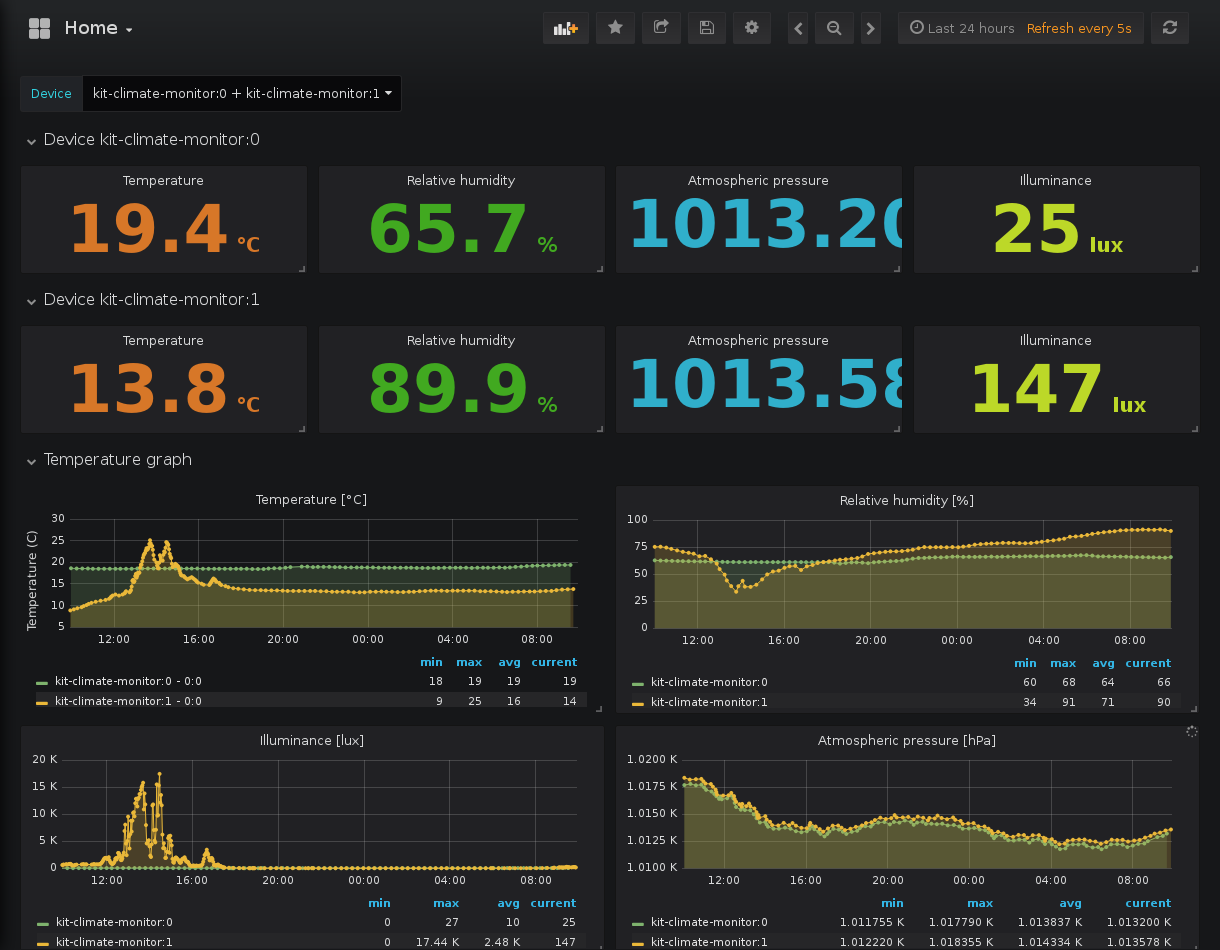 Home
Last 24 hours Refresh every 5s
Device kit-climate-monitor:0 + kit-climate-monitor:1
Device kit-climate-monitor:0
Temperature Relative humidity Atmospheric pressure Illuminance
19.4 °C 65.7 % 1013.20 25 lux
Device kit-climate-monitor:1
Temperature Relative humidity Atmospheric pressure Illuminance
13.8 °C 89.9 % 1013.58 147 lux
Temperature graph
Temperature [°C]
Temperature (C)
30
25
20
15
10
5
12:00 16:00 20:00 00:00 04:00 08:00
min max avg current
kit-climate-monitor:0 - 0:0 18 19 19 19
kit-climate-monitor:1 - 0:0 9 25 16 14
Relative humidity [%]
100
75
50
25
0
12:00 16:00 20:00 00:00 04:00 08:00
min max avg current
kit-climate-monitor:0 60 68 64 66
kit-climate-monitor:1 34 91 71 90
Illuminance [lux]
20 K
15 K
10 K
5 K
0
12:00 16:00 20:00 00:00 04:00 08:00
min max avg current
kit-climate-monitor:0 0 27 10 25
kit-climate-monitor:1 0 17.44 K 2.48 K 147
Atmospheric pressure [hPa]
1.0200 K
1.0175 K
1.0150 K
1.0125 K
1.0100 K
12:00 16:00 20:00 00:00 04:00 08:00
min max avg current
kit-climate-monitor:0 1.011755 K 1.017790 K 1.013837 K 1.013200 K
kit-climate-monitor:1 1.012220 K 1.018355 K 1.014334 K 1.013578 K